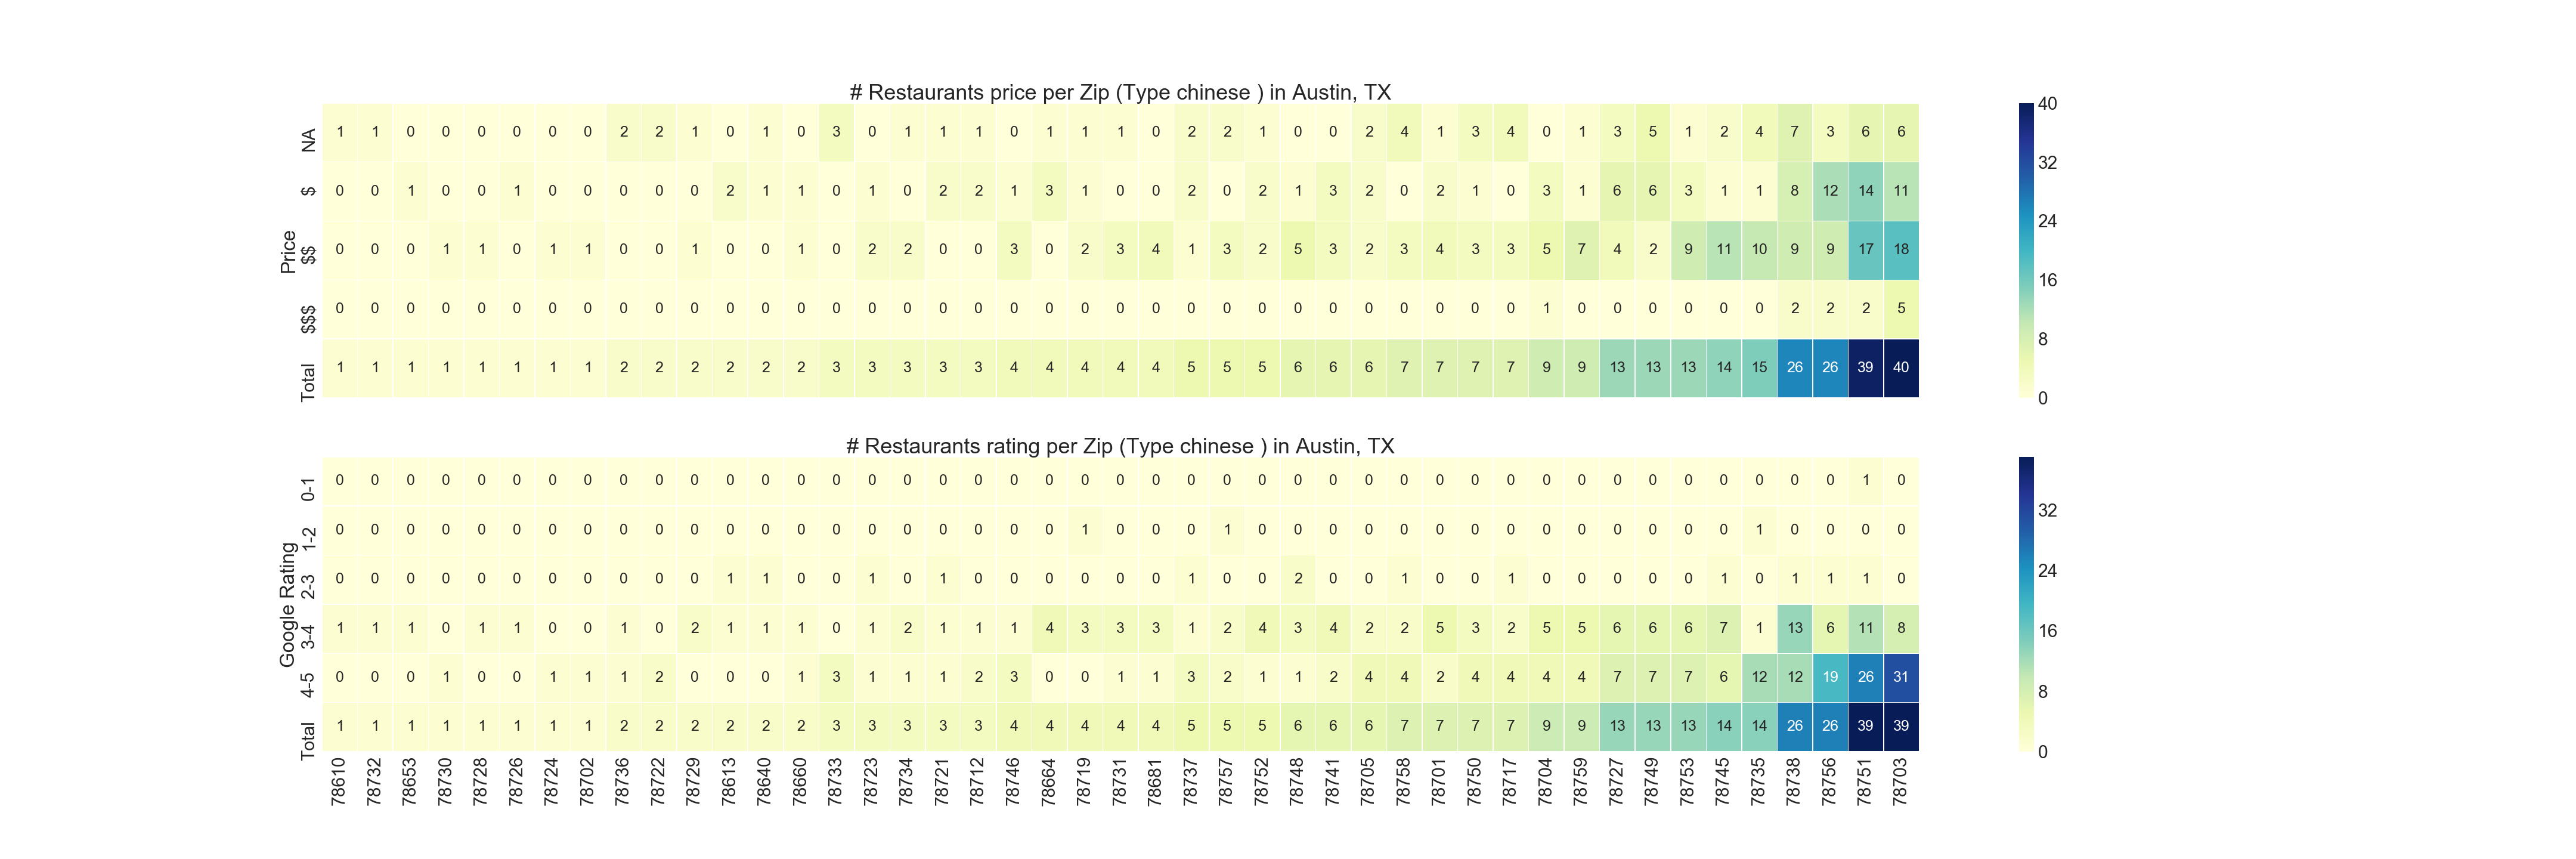 # Restaurants price per Zip (Type chinese ) in Austin, TX
Price
NA 1 1 0 0 0 0 0 0 2 2 1 0 1 0 3 0 1 1 1 0 1 1 1 0 2 2 1 0 0 2 4 1 3 4 0 1 3 5 1 2 4 7 3 6 6
$ 0 0 1 0 0 1 0 0 0 0 0 2 1 1 0 1 0 2 2 1 3 1 0 0 2 0 2 1 3 2 0 2 1 0 3 1 6 6 3 1 1 8 12 14 11
$$ 0 0 0 1 1 0 1 1 0 0 1 0 0 1 0 2 2 0 0 3 0 2 3 4 1 3 2 5 3 2 3 4 3 3 5 7 4 2 9 11 10 9 9 17 18
$$$ 0 0 0 0 0 0 0 0 0 0 0 0 0 0 0 0 0 0 0 0 0 0 0 0 0 0 0 0 0 0 0 0 0 0 1 0 0 0 0 0 0 2 2 2 5
Total 1 1 1 1 1 1 1 1 2 2 2 2 2 2 3 3 3 3 3 4 4 4 4 4 5 5 5 6 6 6 7 7 7 7 9 9 13 13 13 14 15 26 26 39 40
40
32
24
16
8
0
# Restaurants rating per Zip (Type chinese ) in Austin, TX
Google Rating
0-1 0 0 0 0 0 0 0 0 0 0 0 0 0 0 0 0 0 0 0 0 0 0 0 0 0 0 0 0 0 0 0 0 0 0 0 0 0 0 0 0 0 0 0 1 0
1-2 0 0 0 0 0 0 0 0 0 0 0 0 0 0 0 0 0 0 0 0 0 1 0 0 0 1 0 0 0 0 0 0 0 0 0 0 0 0 0 0 1 0 0 0 0
2-3 0 0 0 0 0 0 0 0 0 0 0 1 1 0 0 1 0 1 0 0 0 0 0 0 1 0 0 2 0 0 1 0 0 1 0 0 0 0 0 1 0 1 1 1 0
3-4 1 1 1 0 1 1 0 0 1 0 2 1 1 1 0 1 2 1 1 1 4 3 3 3 1 2 4 3 4 2 2 5 3 2 5 5 6 6 6 7 1 13 6 11 8
4-5 0 0 0 1 0 0 1 1 1 2 0 0 0 1 3 1 1 1 2 3 0 0 1 1 3 2 1 1 2 4 4 2 4 4 4 4 7 7 7 6 12 12 19 26 31
Total 1 1 1 1 1 1 1 1 2 2 2 2 2 2 3 3 3 3 3 4 4 4 4 4 5 5 5 6 6 6 7 7 7 7 9 9 13 13 13 14 14 26 26 39 39
78610 78732 78653 78730 78728 78726 78724 78702 78736 78722 78729 78613 78640 78660 78733 78723 78734 78721 78712 78746 78664 78719 78731 78681 78737 78757 78752 78748 78741 78705 78758 78701 78750 78717 78704 78759 78727 78749 78753 78745 78735 78738 78756 78751 78703
32
24
16
8
0